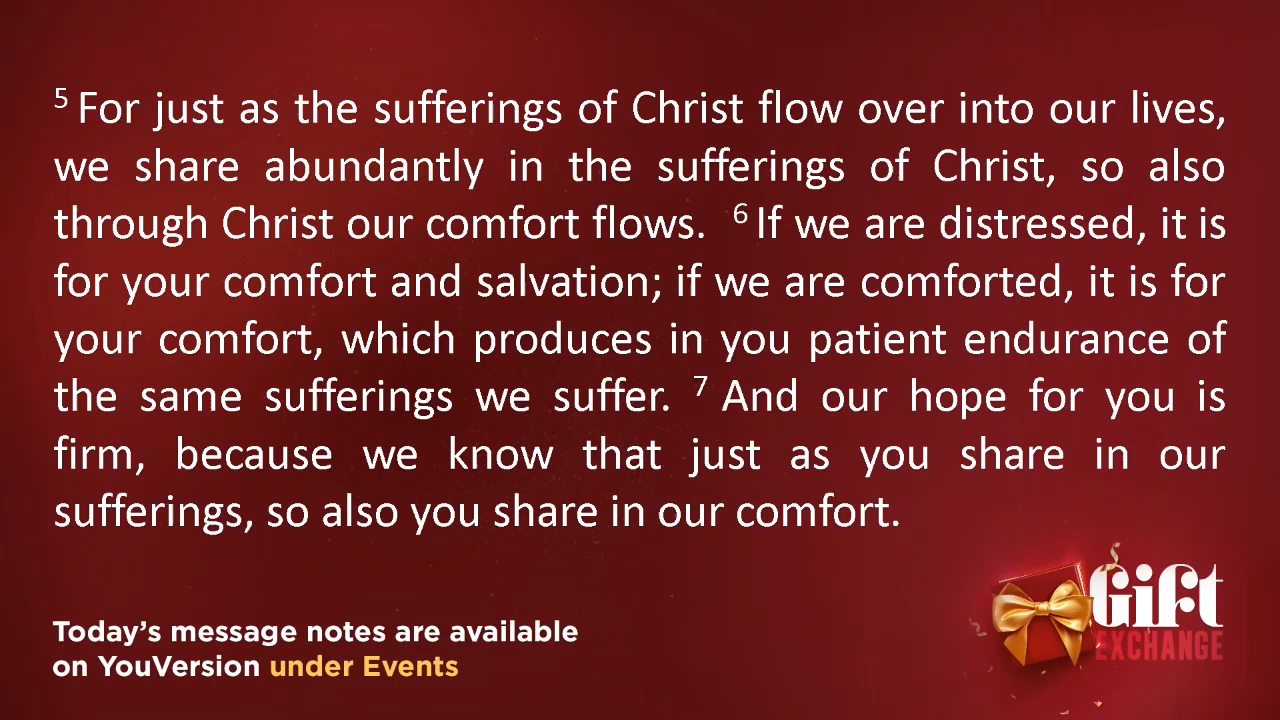 ⁵ For just as the sufferings of Christ flow over into our lives,
we share abundantly in the sufferings of Christ, so also
through Christ our comfort flows. ⁶ If we are distressed, it is
for your comfort and salvation; if we are comforted, it is for
your comfort, which produces in you patient endurance of
the same sufferings we suffer. ⁷ And our hope for you is
firm, because we know that just as you share in our
sufferings, so also you share in our comfort.
Today’s message notes are available
on YouVersion under Events
Gift
EXCHANGE